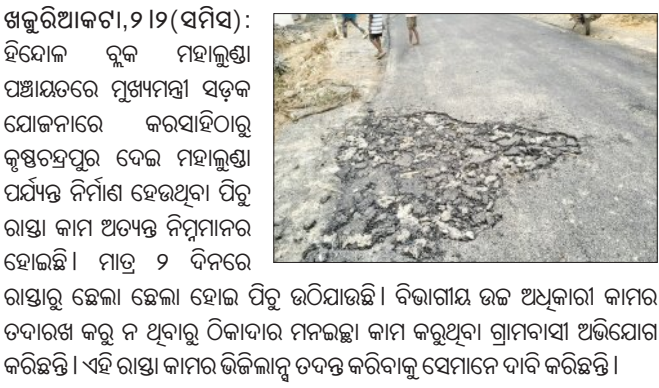 ଖଜୁରିଆକଟା,୨।୨(ସମିସ):
ହିନ୍ଦୋଳ ବ୍ଲକ ମହାଲୁଣ୍ଡା
ପଞ୍ଚାୟତରେ ମୁଖ୍ୟମନ୍ତ୍ରୀ ସଡ଼କ
ଯୋଜନାରେ କରସାହିଠାରୁ
କୃଷ୍ଣଚନ୍ଦ୍ରପୁର ଦେଇ ମହାଲୁଣ୍ଡା
ପର୍ଯ୍ୟନ୍ତ ନିର୍ମାଣ ହେଉଥିବା ପିଚୁ
ରାସ୍ତା କାମ ଅତ୍ୟନ୍ତ ନିମ୍ନମାନର
ହୋଇଛି। ମାତ୍ର ୨ ଦିନରେ
ରାସ୍ତାରୁ ଛେଲା ଛେଲା ହୋଇ ପିଚୁ ଉଠିଯାଉଛି। ବିଭାଗୀୟ ଉଚ୍ଚ ଅଧିକାରୀ କାମର
ତଦାରଖ କରୁ ନ ଥିବାରୁ ଠିକାଦାର ମନଇଚ୍ଛା କାମ କରୁଥିବା ଗ୍ରାମବାସୀ ଅଭିଯୋଗ
କରିଛନ୍ତି। ଏହି ରାସ୍ତା କାମର ଭିଜିଲାନ୍ସ ତଦନ୍ତ କରିବାକୁ ସେମାନେ ଦାବି କରିଛନ୍ତି।